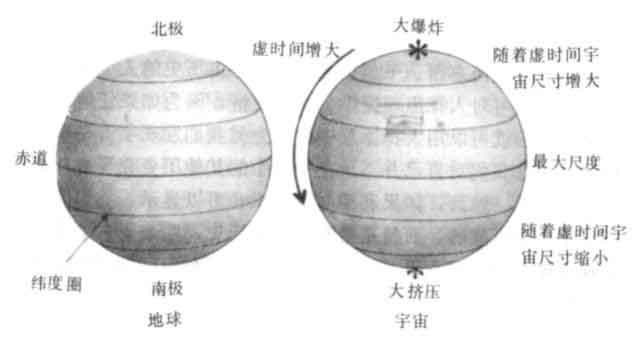 北极
赤道
纬度圈
南极
地球
大爆炸
虚时间增大
随着虚时间宇
宙尺寸增大
最大尺度
随着虚时间宇
宙尺寸缩小
大挤压
宇宙